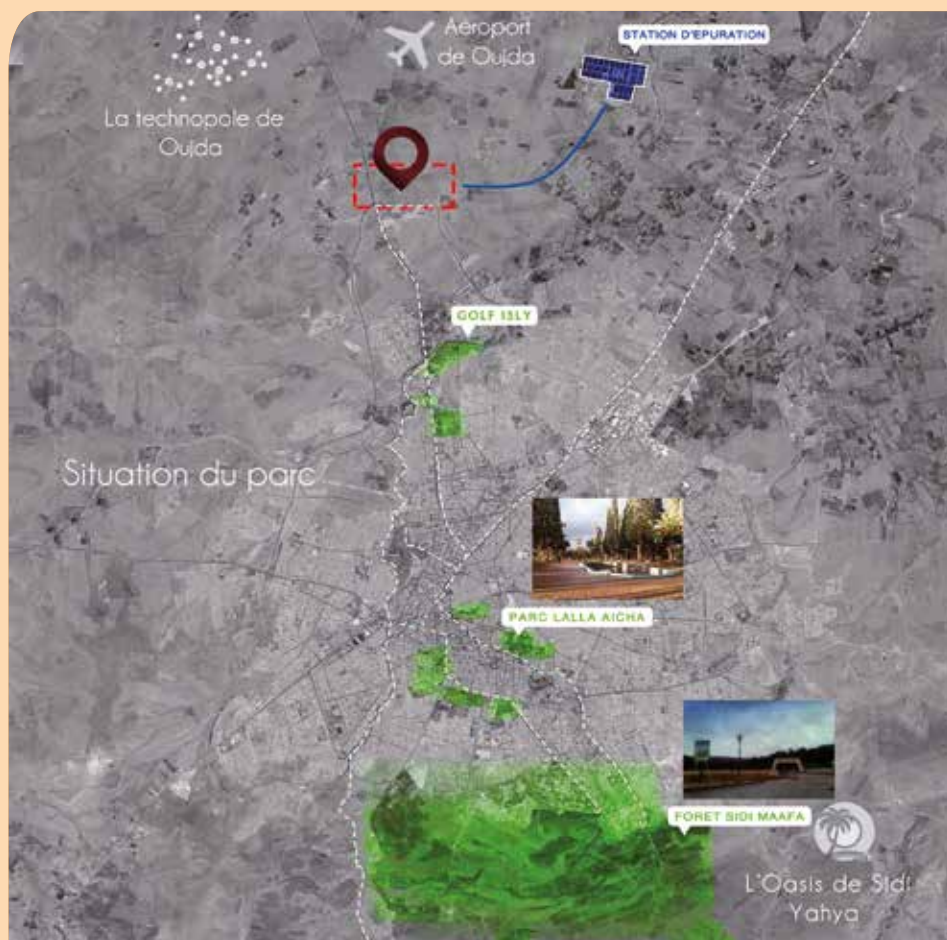 Aéroport
de Oujda
STATION D'EPURATION
La technopole de
Oujda
GOLF ISLY
Situation du parc
PARC LALLA AICHA
FORET SIDI MAAFA
L'Oasis de Sidi
Yahya